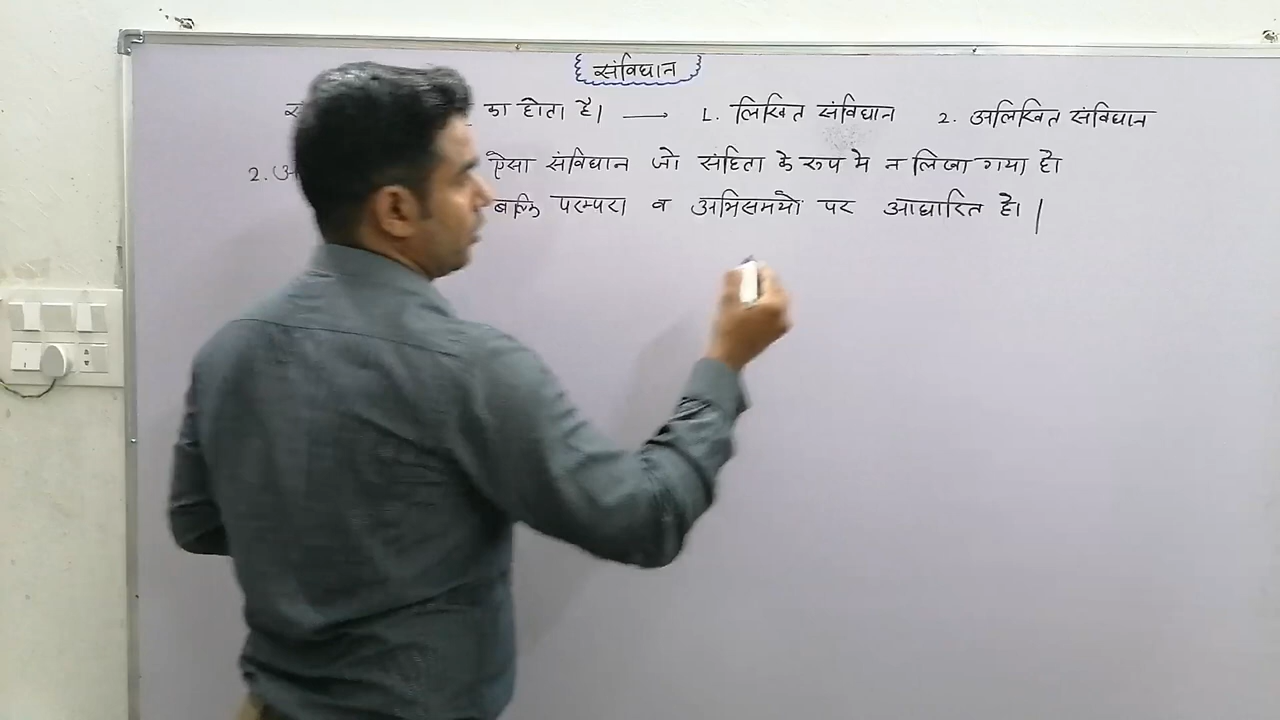 संविधान
का होता है। → 1. लिखित संविधान 2. अलिखित संविधान
2. ऐसा संविधान जो संहिता के रूप मे न लिखा गया हो
बल्कि परम्परा व अभिसमयों पर आधारित हो। |